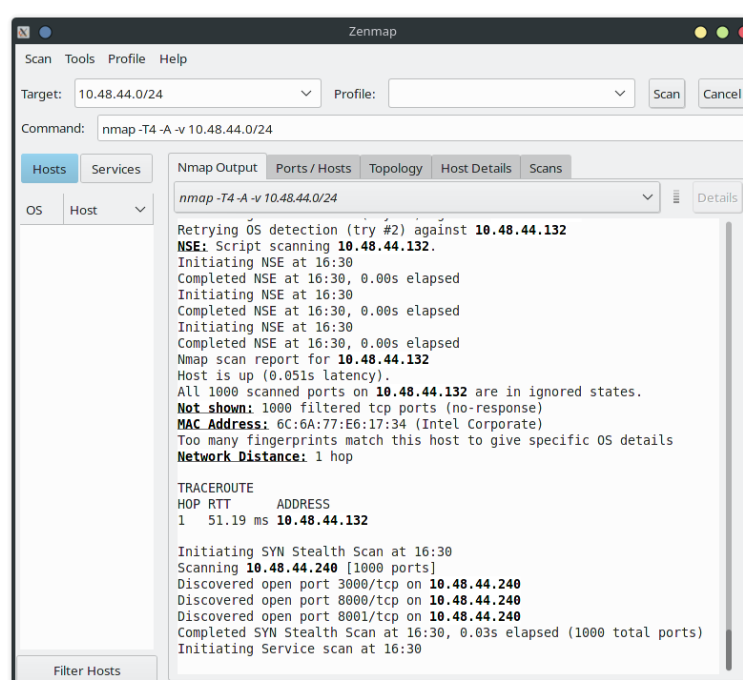 Zenmap
Scan Tools Profile Help
Target: 10.48.44.0/24 Profile: Scan Cancel
Command: nmap -T4 -A -v 10.48.44.0/24
Hosts Services Nmap Output Ports / Hosts Topology Host Details Scans
nmap -T4 -A -v 10.48.44.0/24 Details
OS Host
Retrying OS detection (try #2) against 10.48.44.132
NSE: Script scanning 10.48.44.132.
Initiating NSE at 16:30
Completed NSE at 16:30, 0.00s elapsed
Initiating NSE at 16:30
Completed NSE at 16:30, 0.00s elapsed
Initiating NSE at 16:30
Completed NSE at 16:30, 0.00s elapsed
Nmap scan report for 10.48.44.132
Host is up (0.051s latency).
All 1000 scanned ports on 10.48.44.132 are in ignored states.
Not shown: 1000 filtered tcp ports (no-response)
MAC Address: 6C:6A:77:E6:17:34 (Intel Corporate)
Too many fingerprints match this host to give specific OS details
Network Distance: 1 hop
TRACEROUTE
HOP RTT ADDRESS
1 51.19 ms 10.48.44.132
Initiating SYN Stealth Scan at 16:30
Scanning 10.48.44.240 [1000 ports]
Discovered open port 3000/tcp on 10.48.44.240
Discovered open port 8000/tcp on 10.48.44.240
Discovered open port 8001/tcp on 10.48.44.240
Completed SYN Stealth Scan at 16:30, 0.03s elapsed (1000 total ports)
Initiating Service scan at 16:30
Filter Hosts